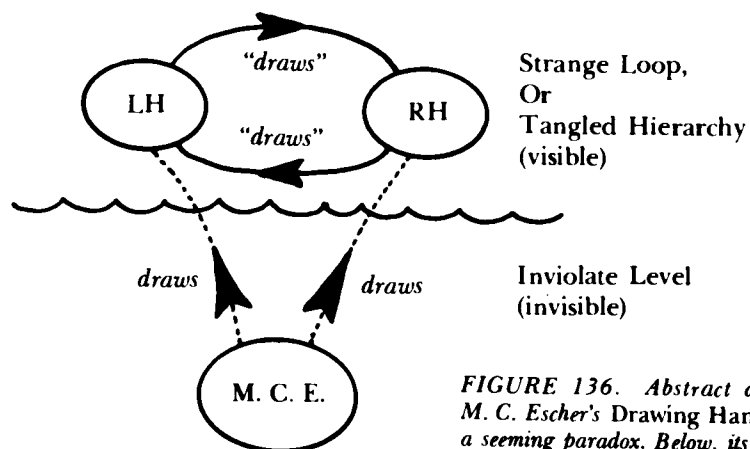 "draws"
LH
RH
"draws"
Strange Loop,
Or
Tangled Hierarchy
(visible)
draws
draws
Inviolate Level
(invisible)
M. C. E.
FIGURE 136. Abstract
M. C. Escher's Drawing
a seeming paradox. Below, its